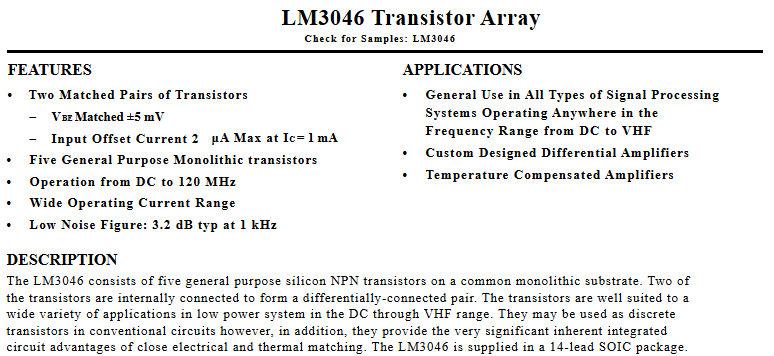 LM3046 Transistor Array
Check for Samples: LM3046
FEATURES
• Two Matched Pairs of Transistors
– VBE Matched ±5 mV
– Input Offset Current 2 μA Max at IC = 1 mA
• Five General Purpose Monolithic transistors
• Operation from DC to 120 MHz
• Wide Operating Current Range
• Low Noise Figure: 3.2 dB typ at 1 kHz
APPLICATIONS
• General Use in All Types of Signal Processing
Systems Operating Anywhere in the
Frequency Range from DC to VHF
• Custom Designed Differential Amplifiers
• Temperature Compensated Amplifiers
DESCRIPTION
The LM3046 consists of five general purpose silicon NPN transistors on a common monolithic substrate. Two of
the transistors are internally connected to form a differentially-connected pair. The transistors are well suited to a
wide variety of applications in low power system in the DC through VHF range. They may be used as discrete
transistors in conventional circuits however, in addition, they provide the very significant inherent integrated
circuit advantages of close electrical and thermal matching. The LM3046 is supplied in a 14-lead SOIC package.